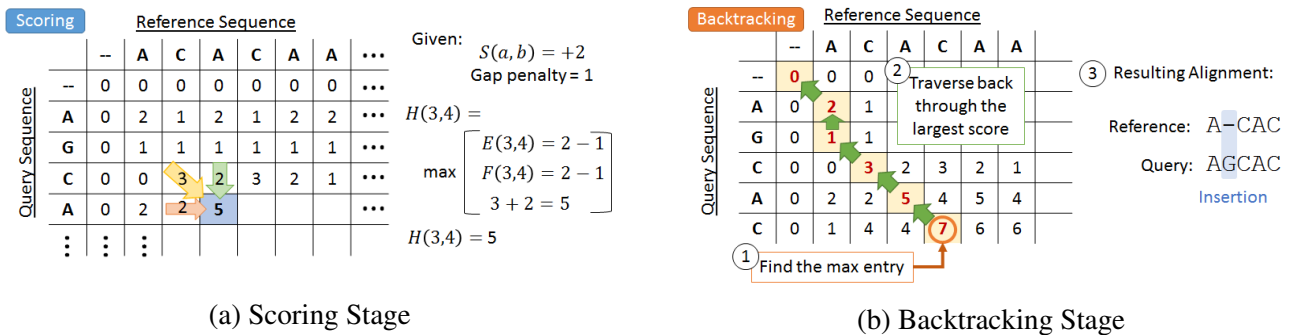 Scoring
Reference Sequence
-- A C A C A A •••
-- 0 0 0 0 0 0 0 •••
A 0 2 1 2 1 2 2 •••
G 0 1 1 1 1 1 1 •••
C 0 0 3 2 3 2 1 •••
A 0 2 2 5 •••
Query Sequence
Given:
S(a, b) = +2
Gap penalty = 1
H(3,4) =
max
E(3,4) = 2 − 1
F(3,4) = 2 − 1
3 + 2 = 5
H(3,4) = 5
(a) Scoring Stage
Backtracking
Reference Sequence
-- A C A C A A
-- 0 0 0
A 0 2 1
G 0 1 1
C 0 0 3 2 3 2 1
A 0 2 2 5 4 5 4
C 0 1 4 4 7 6 6
Query Sequence
2 Traverse back
through the
largest score
1 Find the max entry
3 Resulting Alignment:
Reference: A-CAC
Query: AGCAC
Insertion
(b) Backtracking Stage